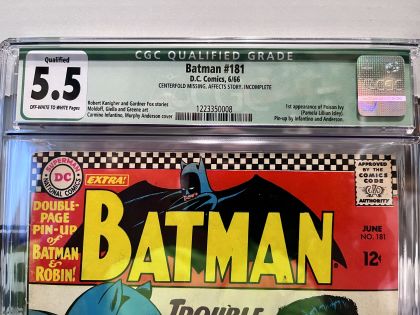 CGC QUALIFIED GRADE
Qualified
5.5
OFF-WHITE TO WHITE Pages
Batman #181
D.C. Comics, 6/66
CENTERFOLD MISSING, AFFECTS STORY. INCOMPLETE
Robert Kanigher and Gardner Fox stories
Moldoff, Giella and Greene art
Carmine Infantino, Murphy Anderson cover
1223350008
1st appearance of Poison Ivy
(Pamela Lillian Isley).
Pin-up by Infantino and Anderson
SUPERMAN
DC
NATIONAL COMICS
EXTRA!
DOUBLE-
PAGE
PIN-UP
of
BATMAN
&
ROBIN!
BATMAN
APPROVED
BY THE
COMICS
CODE
AUTHORITY
JUNE
NO. 181
12¢
TROUBLE